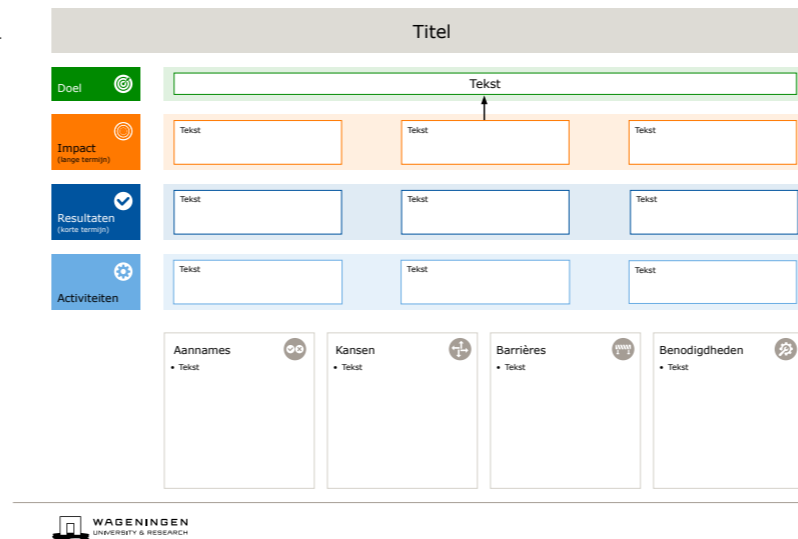 Titel
Doel
Tekst
Impact
(lange termijn)
Tekst
Tekst
Tekst
Resultaten
(korte termijn)
Tekst
Tekst
Tekst
Activiteiten
Tekst
Tekst
Tekst
Aannames
• Tekst
Kansen
• Tekst
Barrières
• Tekst
Benodigdheden
• Tekst
WAGENINGEN
UNIVERSITY & RESEARCH